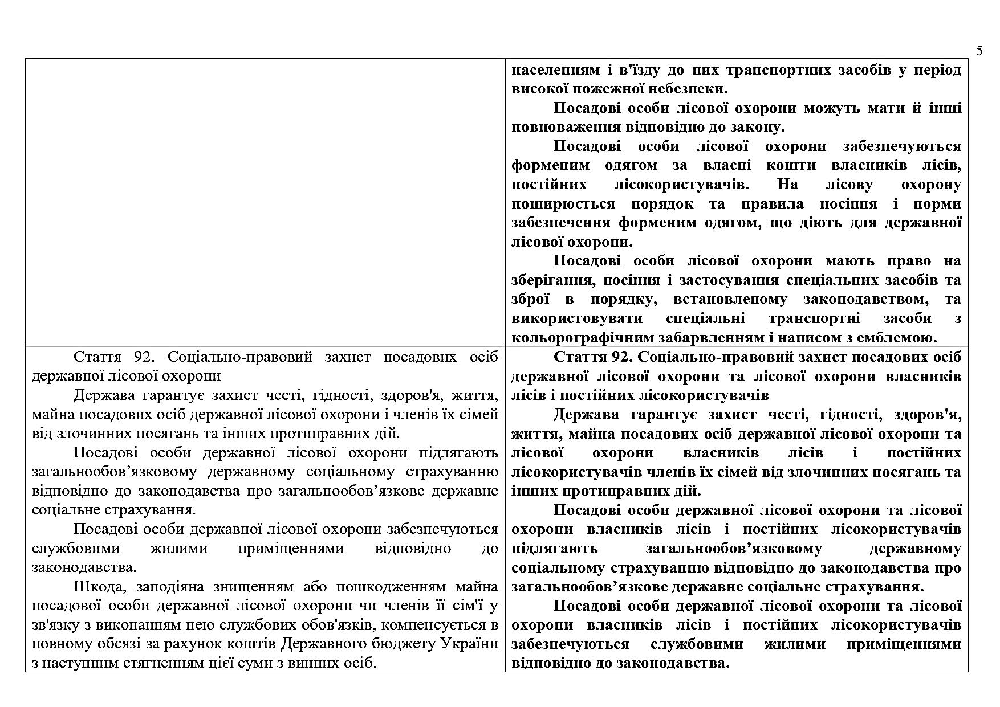 5
населенням і в'їзду до них транспортних засобів у період
високої пожежної небезпеки.
Посадові особи лісової охорони можуть мати й інші
повноваження відповідно до закону.
Посадові особи лісової охорони забезпечуються
форменим одягом за власні кошти власників лісів,
постійних лісокористувачів. На лісову охорону
поширюється порядок та правила носіння і норми
забезпечення форменим одягом, що діють для державної
лісової охорони.
Посадові особи лісової охорони мають право на
зберігання, носіння і застосування спеціальних засобів та
зброї в порядку, встановленому законодавством, та
використовувати спеціальні транспортні засоби з
кольорографічним забарвленням і написом з емблемою.
Стаття 92. Соціально-правовий захист посадових осіб
державної лісової охорони
Держава гарантує захист честі, гідності, здоров'я, життя,
майна посадових осіб державної лісової охорони і членів їх сімей
від злочинних посягань та інших протиправних дій.
Посадові особи державної лісової охорони підлягають
загальнообов’язковому державному соціальному страхуванню
відповідно до законодавства про загальнообов’язкове державне
соціальне страхування.
Посадові особи державної лісової охорони забезпечуються
службовими жилими приміщеннями відповідно до
законодавства.
Шкода, заподіяна знищенням або пошкодженням майна
посадової особи державної лісової охорони чи членів її сім'ї у
зв'язку з виконанням нею службових обов'язків, компенсується в
повному обсязі за рахунок коштів Державного бюджету України
з наступним стягненням цієї суми з винних осіб.
Стаття 92. Соціально-правовий захист посадових осіб
державної лісової охорони та лісової охорони власників
лісів і постійних лісокористувачів
Держава гарантує захист честі, гідності, здоров'я,
життя, майна посадових осіб державної лісової охорони та
лісової охорони власників лісів і постійних
лісокористувачів членів їх сімей від злочинних посягань та
інших протиправних дій.
Посадові особи державної лісової охорони та лісової
охорони власників лісів і постійних лісокористувачів
підлягають загальнообов’язковому державному
соціальному страхуванню відповідно до законодавства про
загальнообов’язкове державне соціальне страхування.
Посадові особи державної лісової охорони та лісової
охорони власників лісів і постійних лісокористувачів
забезпечуються службовими жилими приміщеннями
відповідно до законодавства.